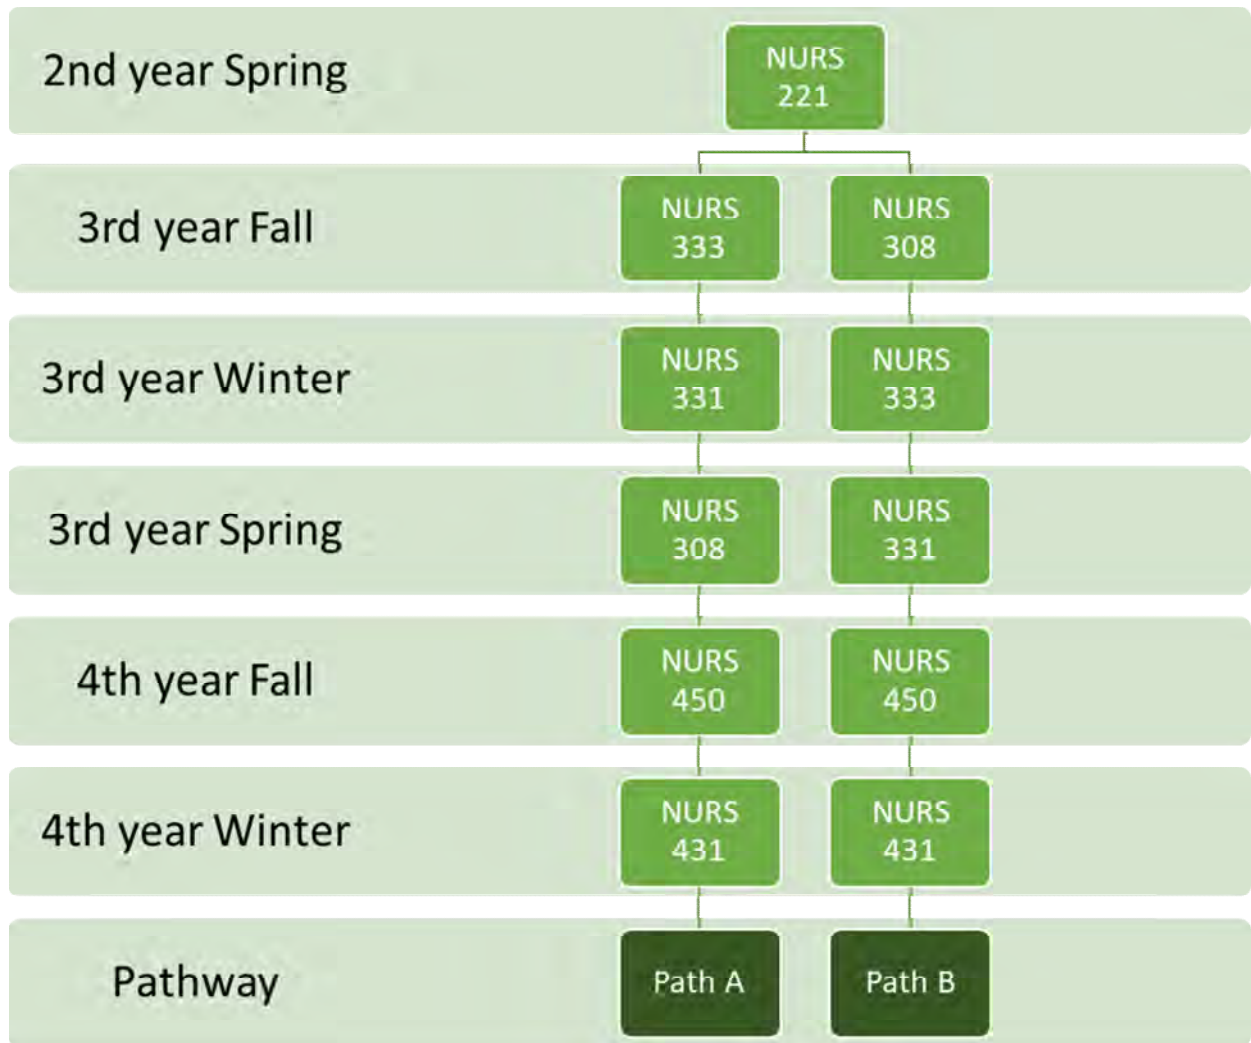 2nd year Spring
NURS
221
3rd year Fall
NURS
333
NURS
308
3rd year Winter
NURS
331
NURS
333
3rd year Spring
NURS
308
NURS
331
4th year Fall
NURS
450
NURS
450
4th year Winter
NURS
431
NURS
431
Pathway
Path A
Path B